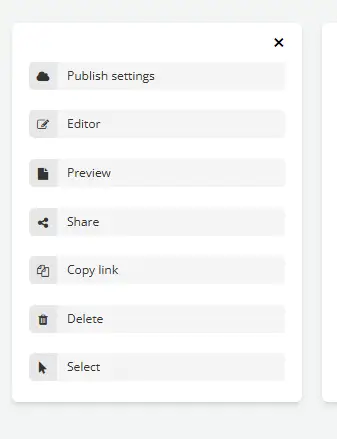 Publish settings
Editor
Preview
Share
Copy link
Delete
Select